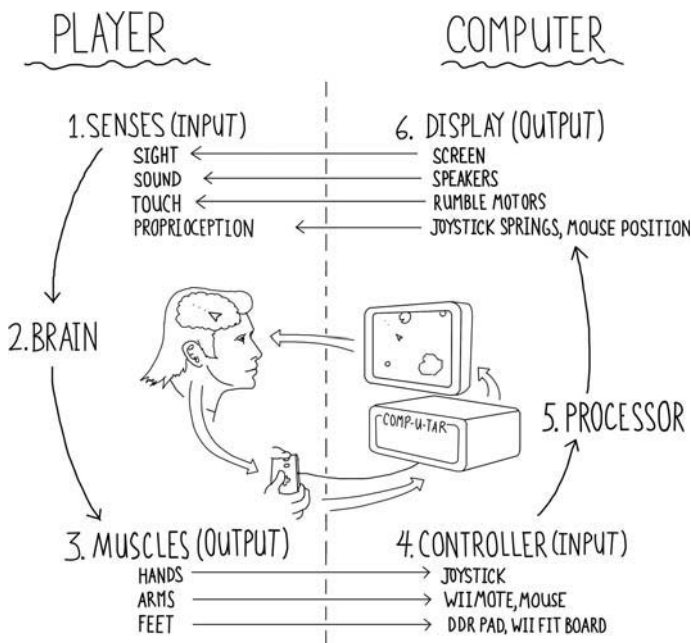 PLAYER
COMPUTER
1. SENSES (INPUT)
SIGHT
SOUND
TOUCH
PROPRIOCEPTION
6. DISPLAY (OUTPUT)
SCREEN
SPEAKERS
RUMBLE MOTORS
JOYSTICK SPRINGS, MOUSE POSITION
2. BRAIN
COMP-U-TAR
5. PROCESSOR
3. MUSCLES (OUTPUT)
HANDS
ARMS
FEET
4. CONTROLLER (INPUT)
JOYSTICK
WIIMOTE, MOUSE
DDR PAD, WII FIT BOARD